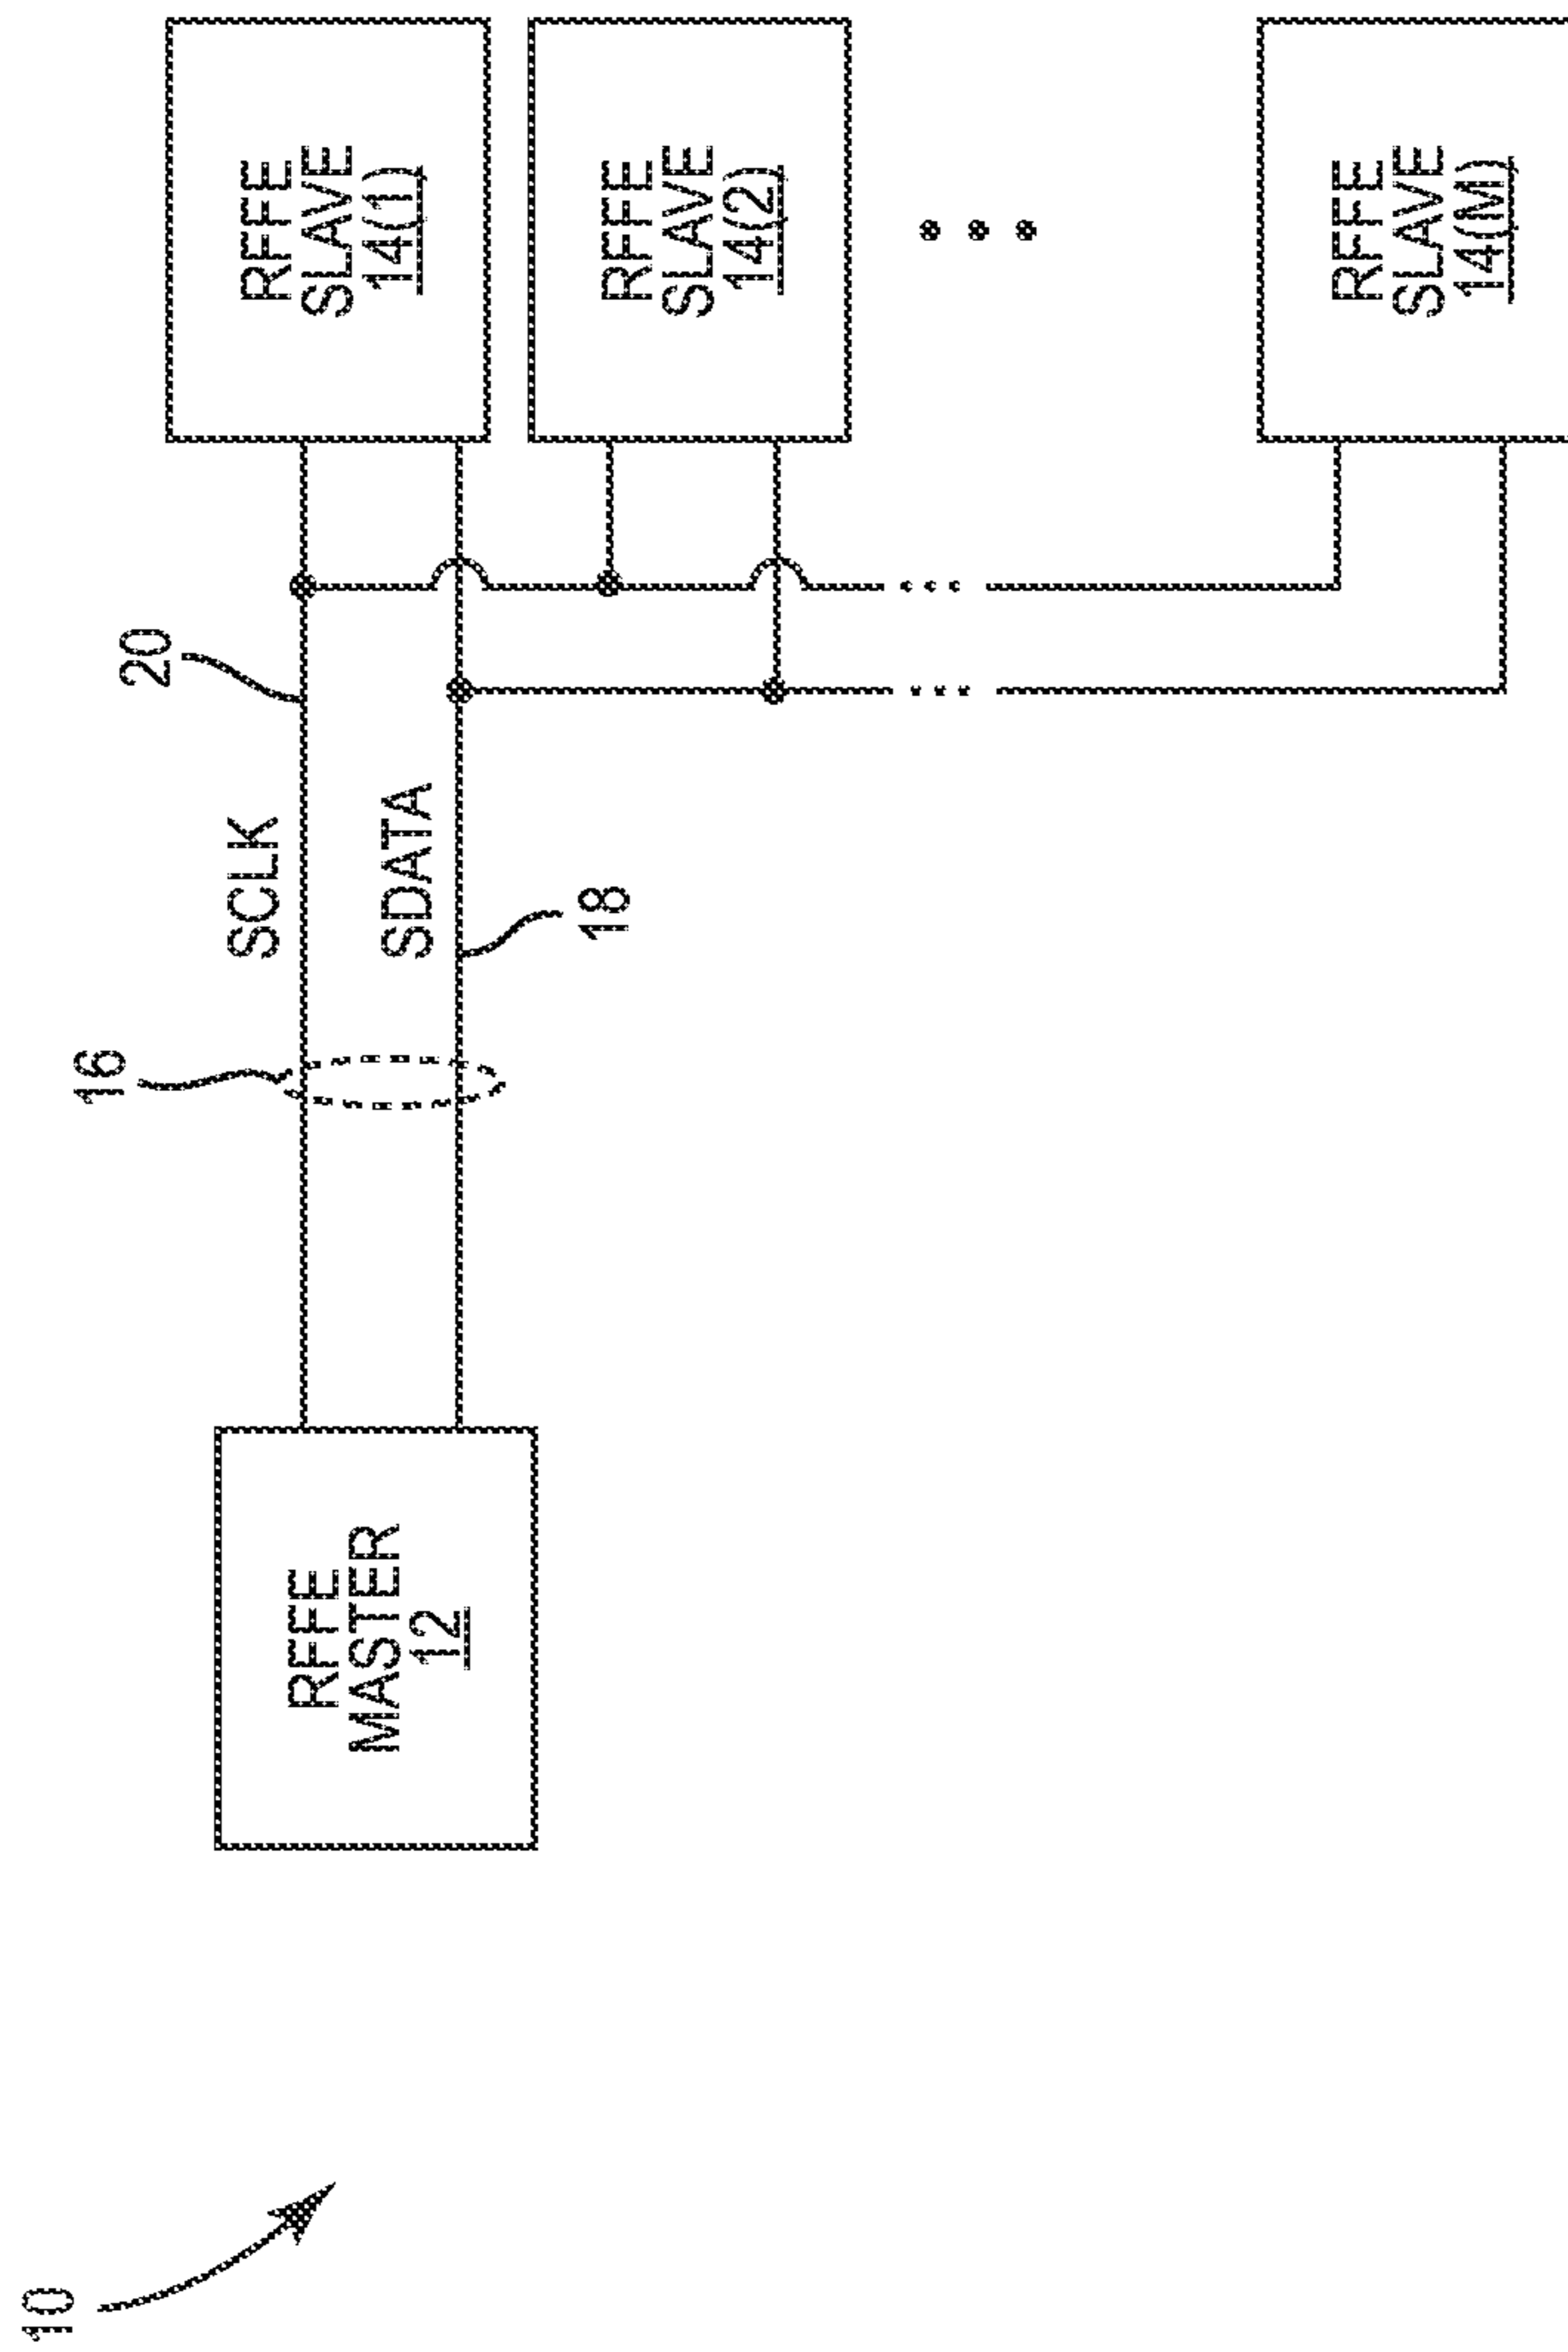 10
RFFE
MASTER
12
16
SCLK
SDATA
18
20
RFFE
SLAVE
14(1)
RFFE
SLAVE
14(2)
RFFE
SLAVE
14(M)